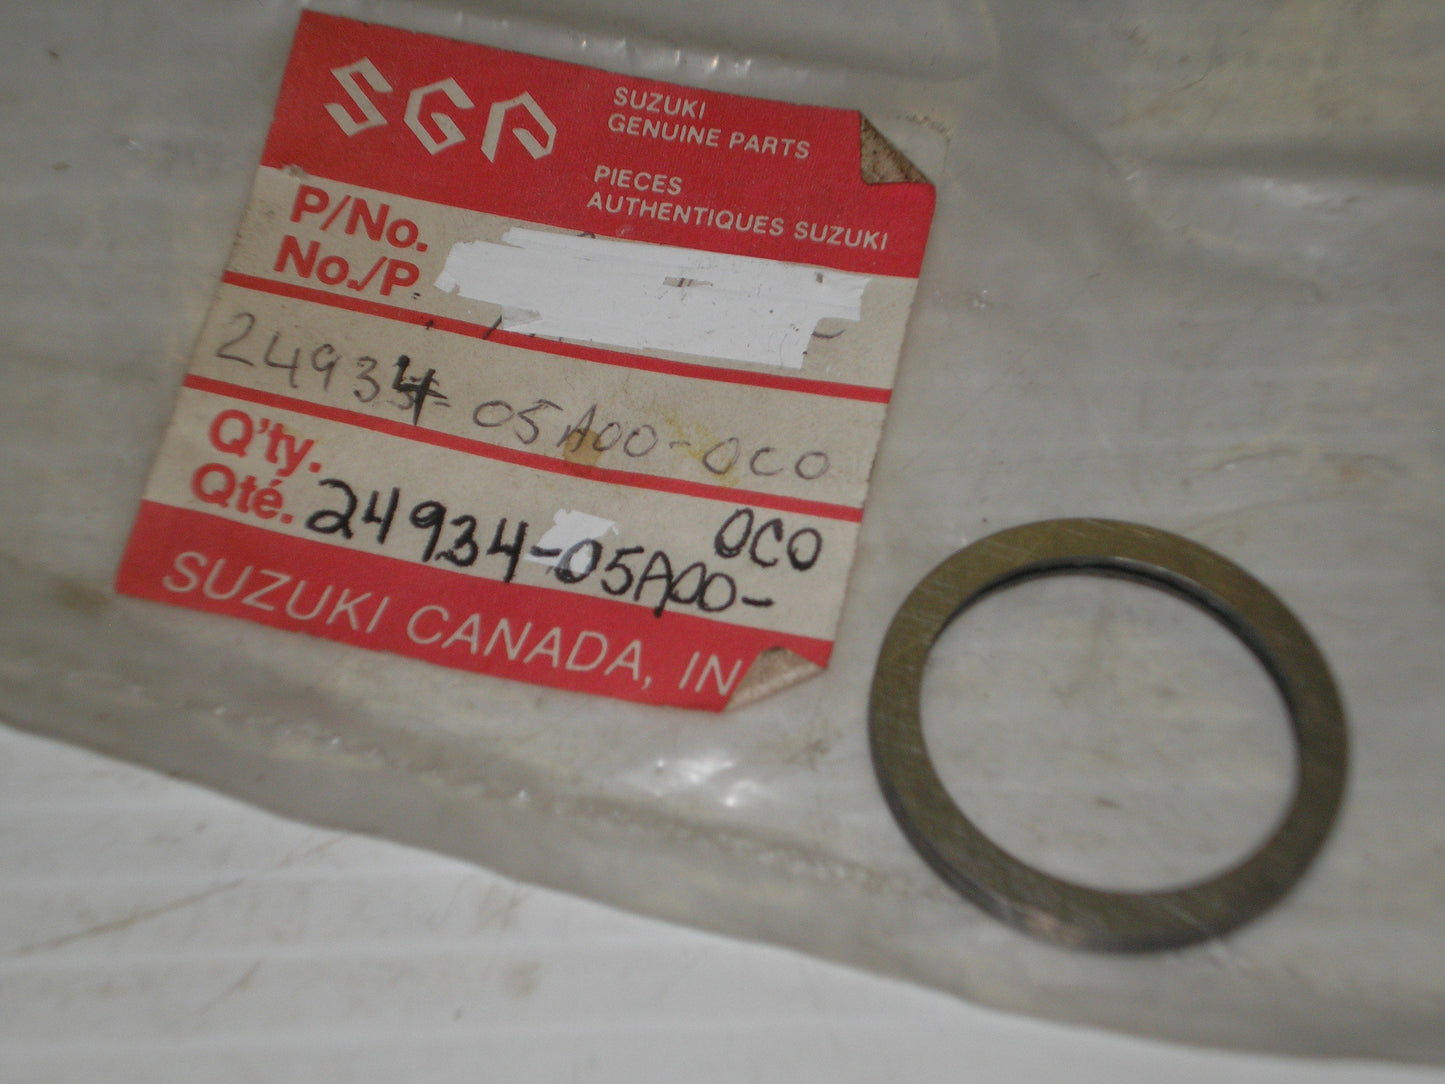 SGP
SUZUKI
GENUINE PARTS
PIECES
AUTHENTIQUES SUZUKI
P/No.
No./P
24934-05A00-0C0
Q'ty.
Qté.
24934-05A00-
0C0
SUZUKI CANADA, IN